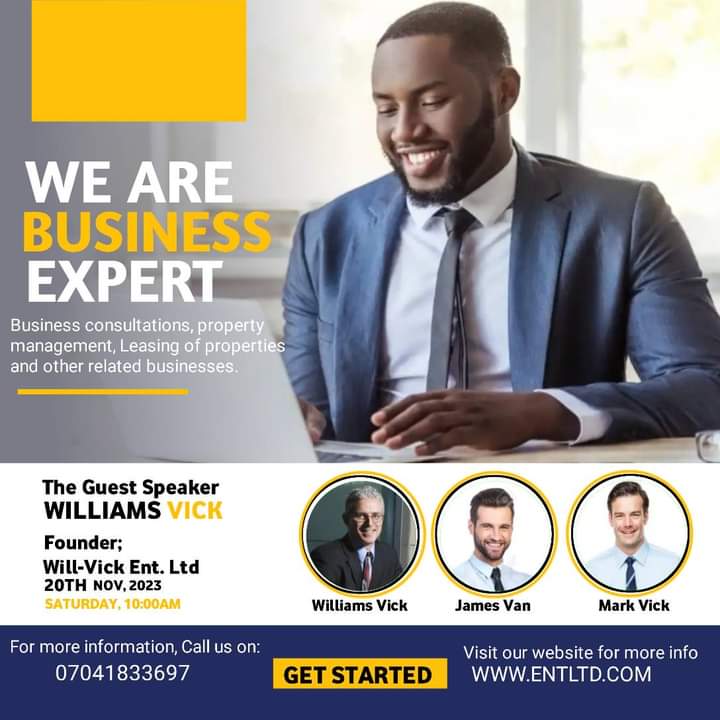 WE ARE
BUSINESS
EXPERT
Business consultations, property
management, Leasing of properties
and other related businesses.
The Guest Speaker
WILLIAMS VICK
Founder;
Will-Vick Ent. Ltd
20TH NOV, 2023
SATURDAY, 10:00AM
Williams Vick
James Van
Mark Vick
For more information, Call us on:
07041833697
GET STARTED
Visit our website for more info
WWW.ENTLTD.COM